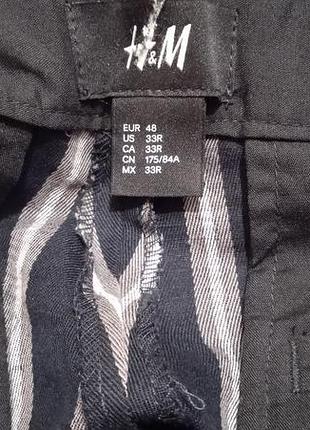 H&M
EUR 48
US 33R
CA 33R
CN 175/84A
MX 33R